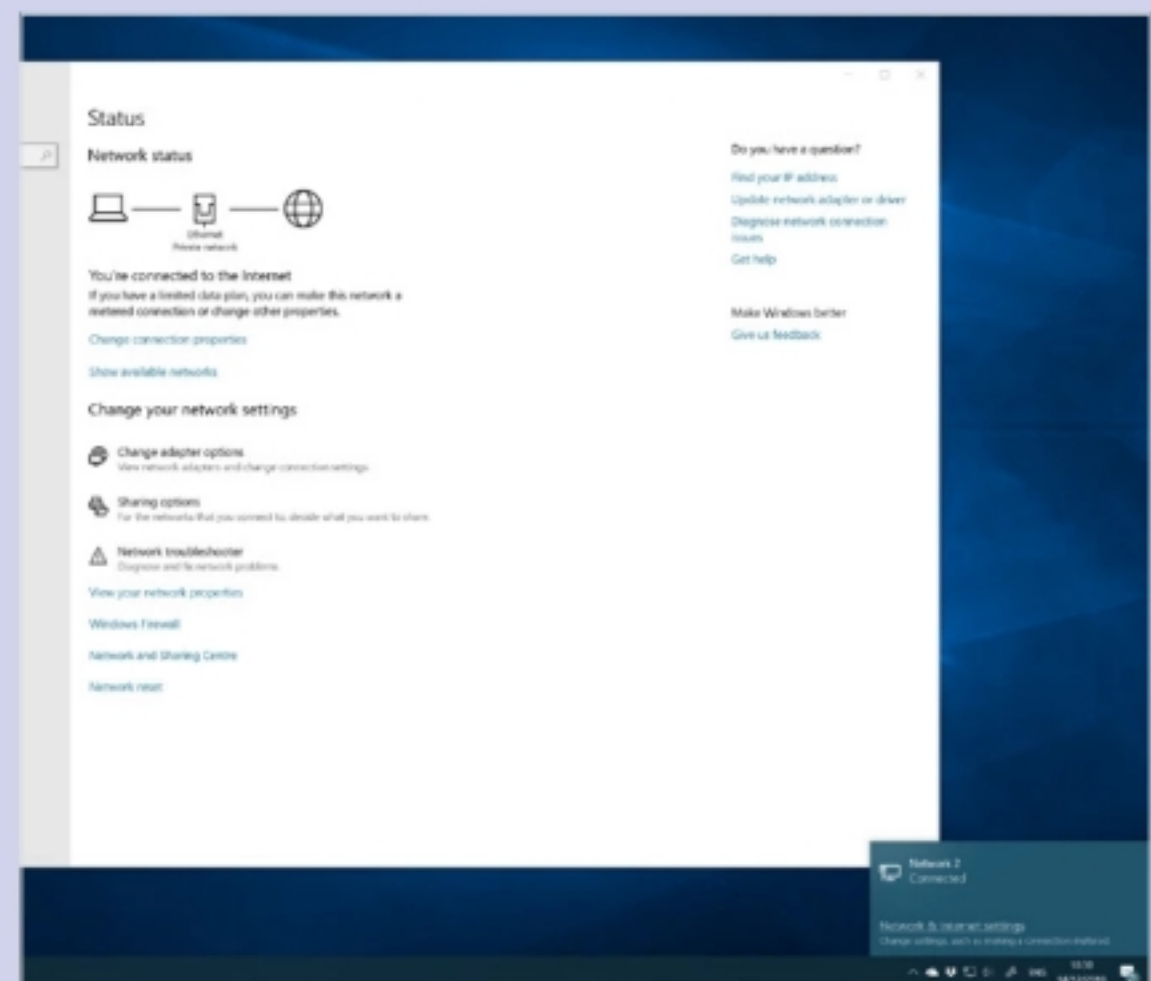 Status
Network status
Ethernet
Private network
You're connected to the Internet
If you have a limited data plan, you can make this network a
metered connection or change other properties.
Change connection properties
Show available networks
Change your network settings
Change adapter options
View network adapters and change connection settings.
Sharing options
For the networks that you connect to, decide what you want to share.
Network troubleshooter
Diagnose and fix network problems.
View your network properties
Windows Firewall
Network and Sharing Centre
Network reset
Do you have a question?
Find your IP address
Update network adapter or driver
Diagnose network connection
issues
Get help
Make Windows better
Give us feedback
Network 2
Connected
Network & Internet settings
Change settings, such as making a connection metered.
ENG